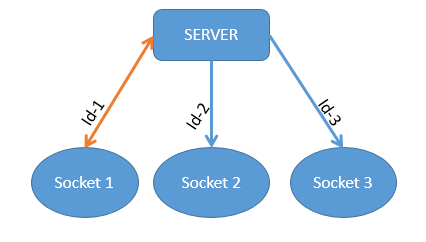 SERVER
Id-1
Id-2
Id-3
Socket 1
Socket 2
Socket 3